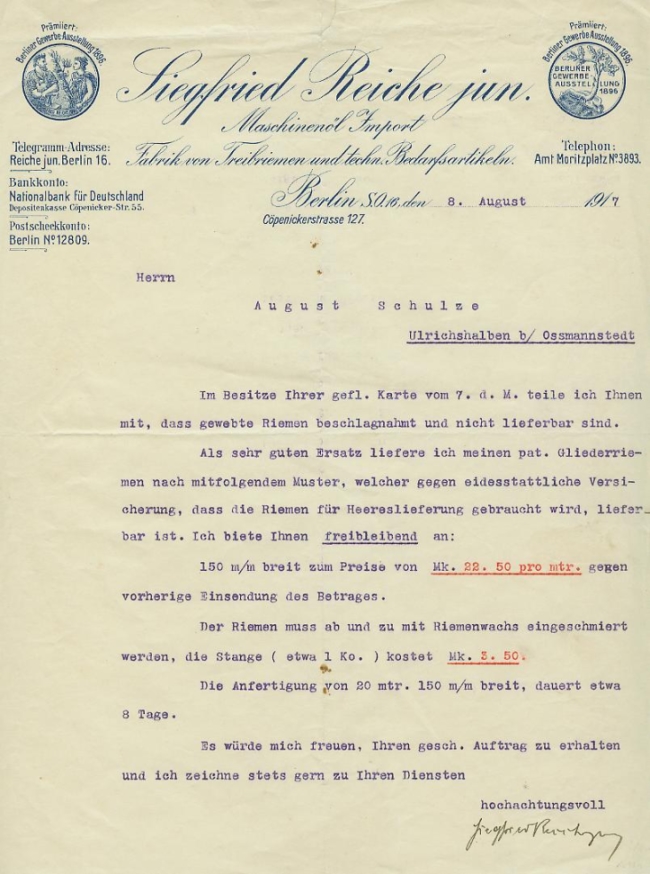 Prämiiert:
Berliner Gewerbe Ausstellung 1896.
Prämiiert:
Berliner Gewerbe Ausstellung 1896.
BERLINER
GEWERBE
AUSSTELLUNG
1896
Siegfried Reiche jun.
Maschinenöl Import
Fabrik von Treibriemen und techn. Bedarfsartikeln.
Telegramm-Adresse:
Reiche jun. Berlin 16.
Bankkonto:
Nationalbank für Deutschland
Depositenkasse Cöpenicker-Str. 55.
Postscheckkonto:
Berlin No 12809.
Telephon:
Amt Moritzplatz No 3893.
Berlin S.O.16, den 8. August 1917
Cöpenickerstrasse 127.
Herrn
August Schulze
Ulrichshalben b/ Ossmannstedt
Im Besitze Ihrer gefl. Karte vom 7. d. M. teile ich Ihnen
mit, dass gewebte Riemen beschlagnahmt und nicht lieferbar sind.
Als sehr guten Ersatz liefere ich meinen pat. Gliederrie-
men nach mitfolgendem Muster, welcher gegen eidesstattliche Versi-
cherung, dass die Riemen für Heereslieferung gebraucht wird, liefer-
bar ist. Ich biete Ihnen freibleibend an:
150 m/m breit zum Preise von Mk. 22. 50 pro mtr. gegen
vorherige Einsendung des Betrages.
Der Riemen muss ab und zu mit Riemenwachs eingeschmiert
werden, die Stange ( etwa 1 Ko. ) kostet Mk. 3. 50.
Die Anfertigung von 20 mtr. 150 m/m breit, dauert etwa
8 Tage.
Es würde mich freuen, Ihren gesch. Auftrag zu erhalten
und ich zeichne stets gern zu Ihren Diensten
hochachtungsvoll
Siegfried Reiche jun.